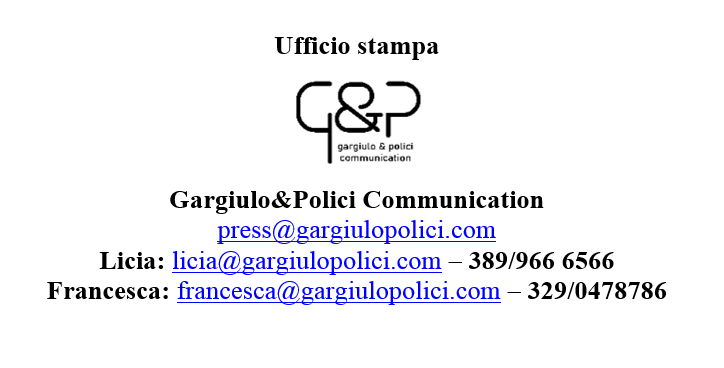 Ufficio stampa
G&P
gargiulo & polici
communication
Gargiulo&Polici Communication
press@gargiulopolici.com
Licia: licia@gargiulopolici.com – 389/966 6566
Francesca: francesca@gargiulopolici.com – 329/0478786